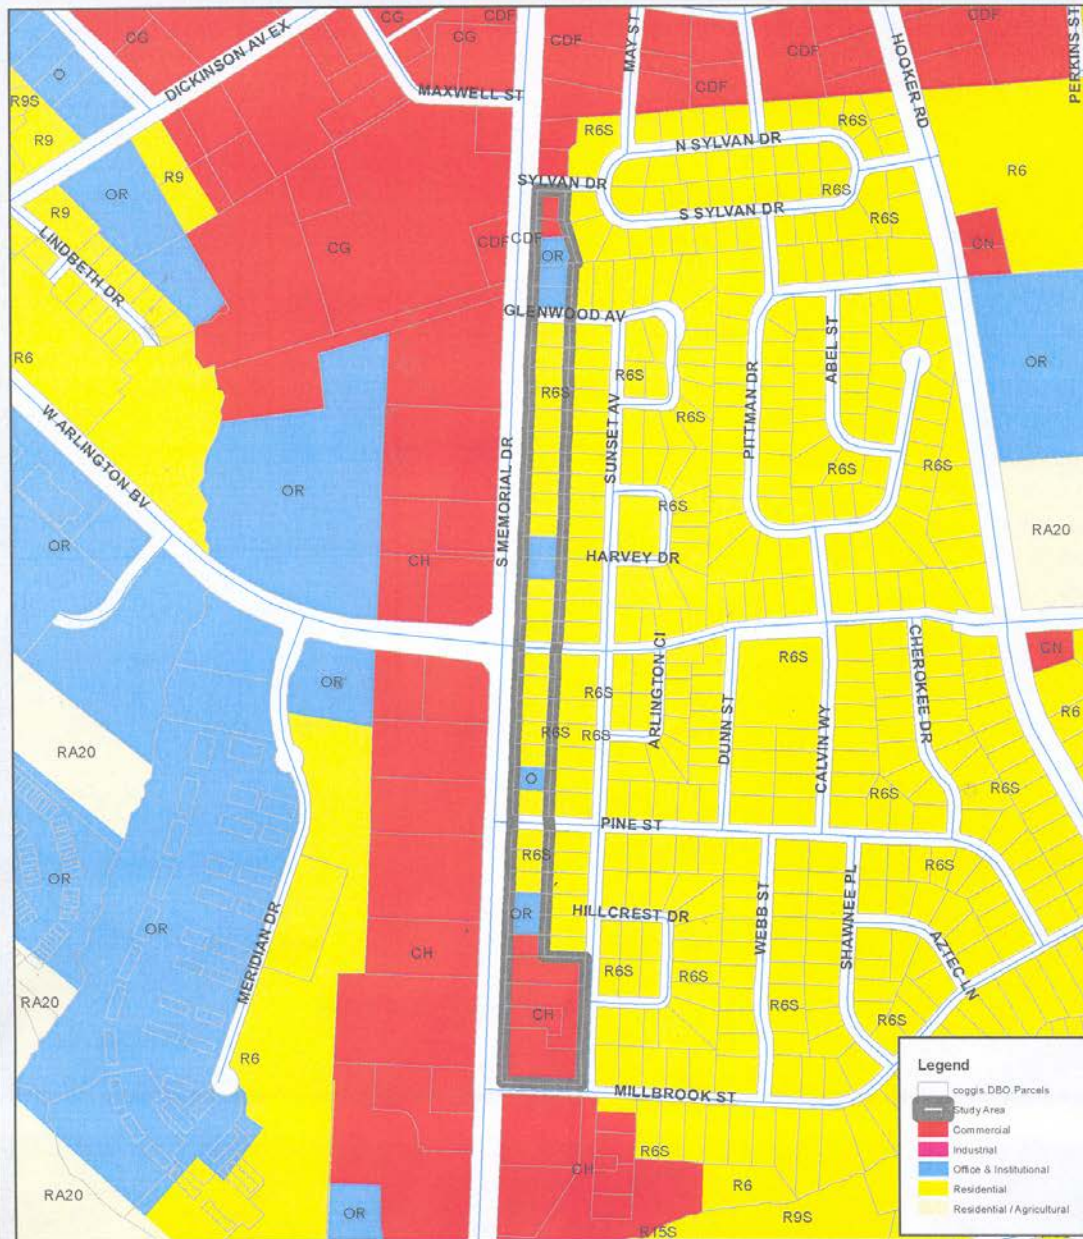 CG
CDF
CG
CDF
CDF
CDF
MAY ST
HOOKER RD
CDF
PERKINS ST
O
DICKINSON AV EX
MAXWELL ST
R9S
R9
R6S
N SYLVAN DR
R6S
OR
R9
SYLVAN DR
R6S
R6
R9
S SYLVAN DR
R6S
LINDBETH DR
CG
CDF
CDF
OR
CN
GLENWOOD AV
R6
R6S
R6S
R6S
SUNSET AV
PITTMAN DR
ABEL ST
OR
W ARLINGTON BV
S MEMORIAL DR
OR
R6S
R6S
R6S
OR
CH
HARVEY DR
RA20
OR
R6S
ARLINGTON CI
R6S
CHEROKEE DR
CN
R6
R6S
R6S
DUNN ST
CALVIN WY
RA20
O
R6S
R6S
PINE ST
R6S
R6S
OR
OR
OR
HILLCREST DR
WEBB ST
SHAWNEE PL
AZTEC LN
MERIDIAN DR
CH
R6S
R6S
R6S
R6S
RA20
CH
R6
MILLBROOK ST
R6S
CH
RA20
OR
R6
R9S
R15S
Legend
coggis.DBO.Parcels
Study Area
Commercial
Industrial
Office & Institutional
Residential
Residential / Agricultural